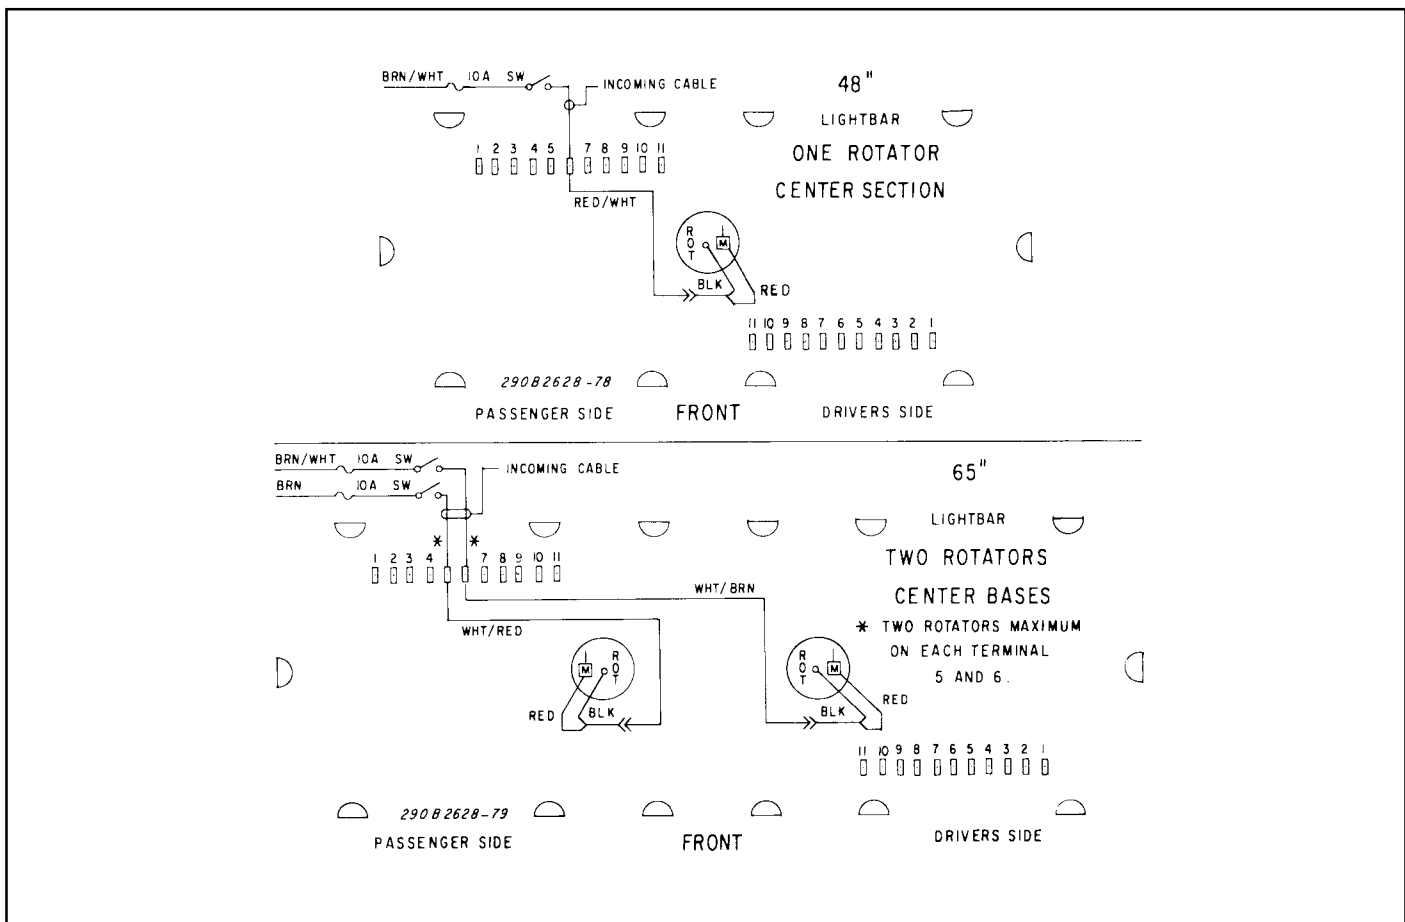 BRN/WHT 10A SW
INCOMING CABLE
48"
LIGHTBAR
ONE ROTATOR
CENTER SECTION
1 2 3 4 5 7 8 9 10 11
RED/WHT
ROT
M
BLK
RED
11 10 9 8 7 6 5 4 3 2 1
290B2628-78
PASSENGER SIDE FRONT DRIVERS SIDE
BRN/WHT 10A SW
INCOMING CABLE
BRN 10A SW
65"
LIGHTBAR
TWO ROTATORS
CENTER BASES
* TWO ROTATORS MAXIMUM
ON EACH TERMINAL
5 AND 6.
* *
1 2 3 4 7 8 9 10 11
WHT/BRN
WHT/RED
M
ROT
RED
BLK
ROT
M
BLK
RED
11 10 9 8 7 6 5 4 3 2 1
290B2628-79
PASSENGER SIDE FRONT DRIVERS SIDE